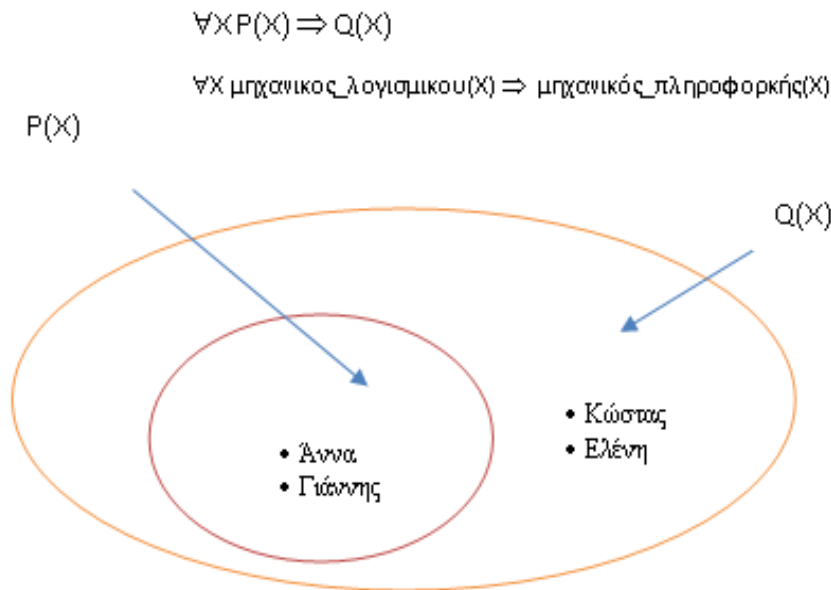 ∀X P(X) ⇒ Q(X)
∀X μηχανικος_λογισμικου(X) ⇒ μηχανικός_πληροφορκής(X)
P(X)
Q(X)
• Κώστας
• Ελένη
• Άννα
• Γιάννης